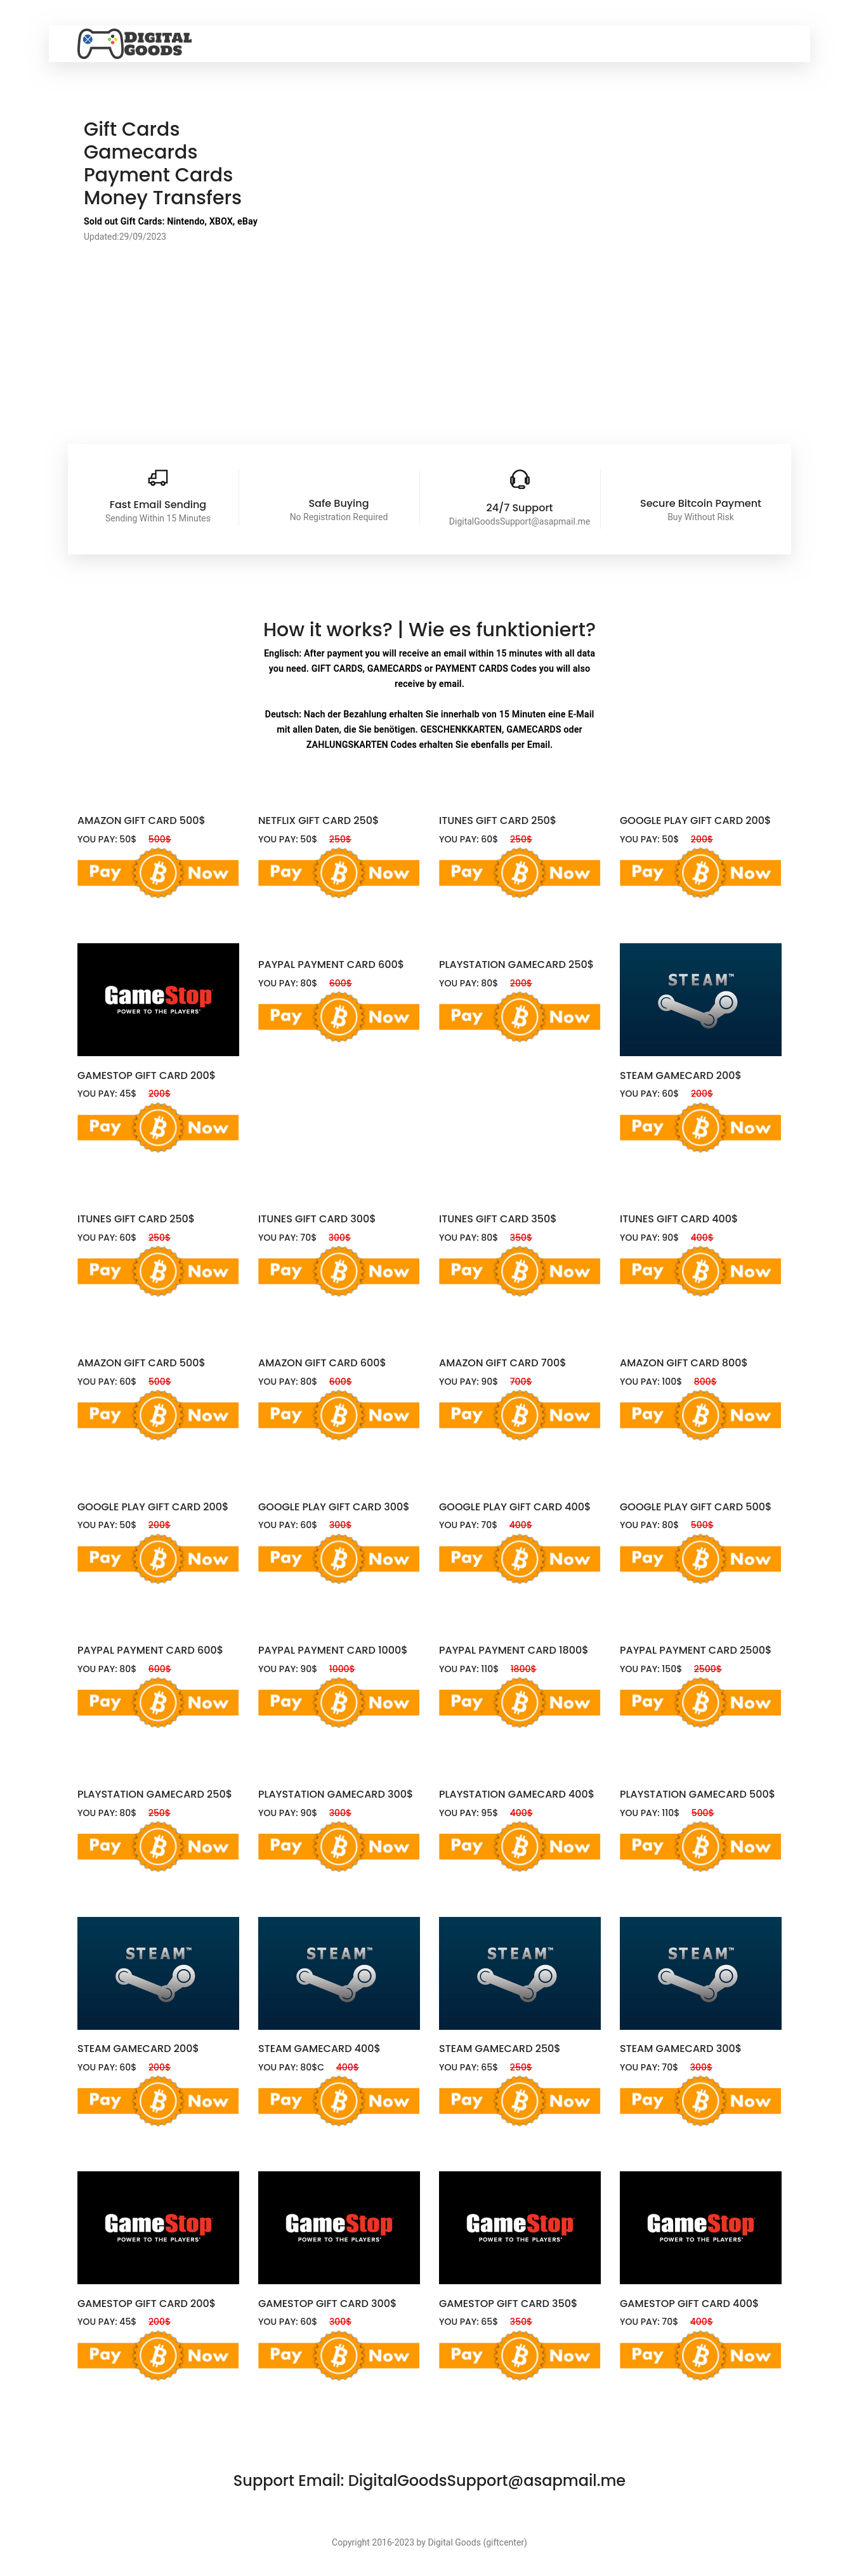 DIGITAL
GOODS
Gift Cards
Gamecards
Payment Cards
Money Transfers
Sold out Gift Cards: Nintendo, XBOX, eBay
Updated:29/09/2023
Fast Email Sending
Sending Within 15 Minutes
Safe Buying
No Registration Required
24/7 Support
DigitalGoodsSupport@asapmail.me
Secure Bitcoin Payment
Buy Without Risk
How it works? | Wie es funktioniert?
Englisch: After payment you will receive an email within 15 minutes with all data
you need. GIFT CARDS, GAMECARDS or PAYMENT CARDS Codes you will also
receive by email.
Deutsch: Nach der Bezahlung erhalten Sie innerhalb von 15 Minuten eine E-Mail
mit allen Daten, die Sie benötigen. GESCHENKKARTEN, GAMECARDS oder
ZAHLUNGSKARTEN Codes erhalten Sie ebenfalls per Email.
AMAZON GIFT CARD 500$
YOU PAY: 50$ 500$
Pay Now
NETFLIX GIFT CARD 250$
YOU PAY: 50$ 250$
Pay Now
ITUNES GIFT CARD 250$
YOU PAY: 60$ 250$
Pay Now
GOOGLE PLAY GIFT CARD 200$
YOU PAY: 50$ 200$
Pay Now
GameStop
POWER TO THE PLAYERS
GAMESTOP GIFT CARD 200$
YOU PAY: 45$ 200$
Pay Now
PAYPAL PAYMENT CARD 600$
YOU PAY: 80$ 600$
Pay Now
PLAYSTATION GAMECARD 250$
YOU PAY: 80$ 200$
Pay Now
STEAM™
STEAM GAMECARD 200$
YOU PAY: 60$ 200$
Pay Now
ITUNES GIFT CARD 250$
YOU PAY: 60$ 250$
Pay Now
ITUNES GIFT CARD 300$
YOU PAY: 70$ 300$
Pay Now
ITUNES GIFT CARD 350$
YOU PAY: 80$ 350$
Pay Now
ITUNES GIFT CARD 400$
YOU PAY: 90$ 400$
Pay Now
AMAZON GIFT CARD 500$
YOU PAY: 60$ 500$
Pay Now
AMAZON GIFT CARD 600$
YOU PAY: 80$ 600$
Pay Now
AMAZON GIFT CARD 700$
YOU PAY: 90$ 700$
Pay Now
AMAZON GIFT CARD 800$
YOU PAY: 100$ 800$
Pay Now
GOOGLE PLAY GIFT CARD 200$
YOU PAY: 50$ 200$
Pay Now
GOOGLE PLAY GIFT CARD 300$
YOU PAY: 60$ 300$
Pay Now
GOOGLE PLAY GIFT CARD 400$
YOU PAY: 70$ 400$
Pay Now
GOOGLE PLAY GIFT CARD 500$
YOU PAY: 80$ 500$
Pay Now
PAYPAL PAYMENT CARD 600$
YOU PAY: 80$ 600$
Pay Now
PAYPAL PAYMENT CARD 1000$
YOU PAY: 90$ 1000$
Pay Now
PAYPAL PAYMENT CARD 1800$
YOU PAY: 110$ 1800$
Pay Now
PAYPAL PAYMENT CARD 2500$
YOU PAY: 150$ 2500$
Pay Now
PLAYSTATION GAMECARD 250$
YOU PAY: 80$ 250$
Pay Now
PLAYSTATION GAMECARD 300$
YOU PAY: 90$ 300$
Pay Now
PLAYSTATION GAMECARD 400$
YOU PAY: 95$ 400$
Pay Now
PLAYSTATION GAMECARD 500$
YOU PAY: 110$ 500$
Pay Now
STEAM™
STEAM GAMECARD 200$
YOU PAY: 60$ 200$
Pay Now
STEAM™
STEAM GAMECARD 400$
YOU PAY: 80$C 400$
Pay Now
STEAM™
STEAM GAMECARD 250$
YOU PAY: 65$ 250$
Pay Now
STEAM™
STEAM GAMECARD 300$
YOU PAY: 70$ 300$
Pay Now
GameStop
POWER TO THE PLAYERS
GAMESTOP GIFT CARD 200$
YOU PAY: 45$ 200$
Pay Now
GameStop
POWER TO THE PLAYERS
GAMESTOP GIFT CARD 300$
YOU PAY: 60$ 300$
Pay Now
GameStop
POWER TO THE PLAYERS
GAMESTOP GIFT CARD 350$
YOU PAY: 65$ 350$
Pay Now
GameStop
POWER TO THE PLAYERS
GAMESTOP GIFT CARD 400$
YOU PAY: 70$ 400$
Pay Now
Support Email: DigitalGoodsSupport@asapmail.me
Copyright 2016-2023 by Digital Goods (giftcenter)